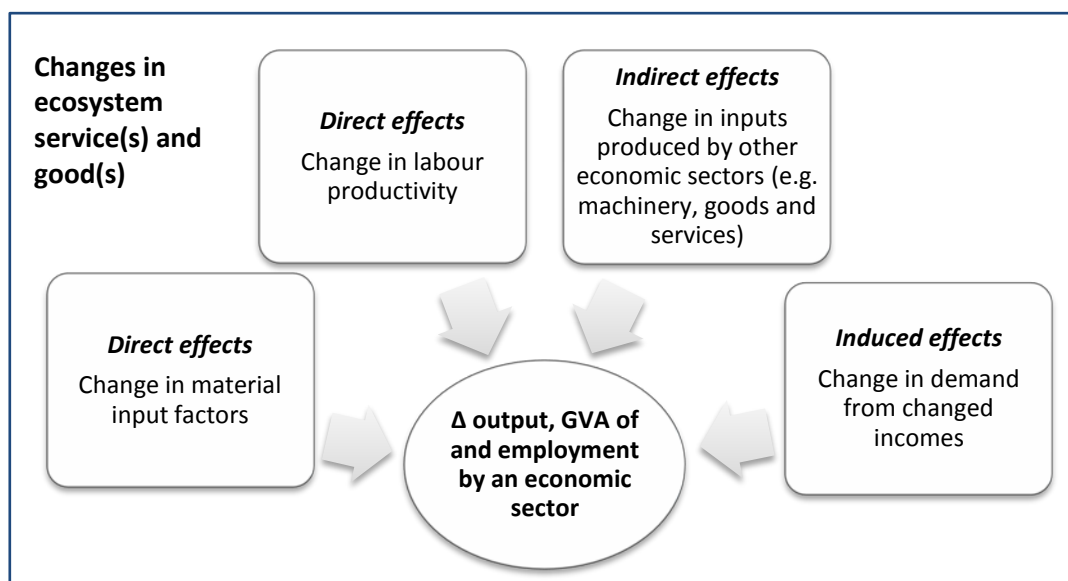 Changes in
ecosystem
service(s) and
good(s)
Direct effects
Change in labour
productivity
Indirect effects
Change in inputs
produced by other
economic sectors (e.g.
machinery, goods and
services)
Direct effects
Change in material
input factors
Induced effects
Change in demand
from changed
incomes
Δ output, GVA of
and employment
by an economic
sector